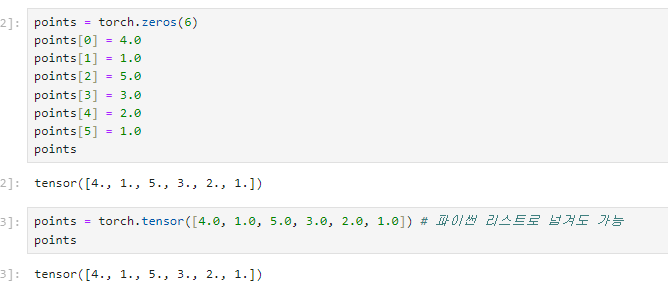 2]: points = torch.zeros(6)
points[0] = 4.0
points[1] = 1.0
points[2] = 5.0
points[3] = 3.0
points[4] = 2.0
points[5] = 1.0
points
2]: tensor([4., 1., 5., 3., 2., 1.])
3]: points = torch.tensor([4.0, 1.0, 5.0, 3.0, 2.0, 1.0]) # 파이썬 리스트로 넘겨도 가능
points
3]: tensor([4., 1., 5., 3., 2., 1.])